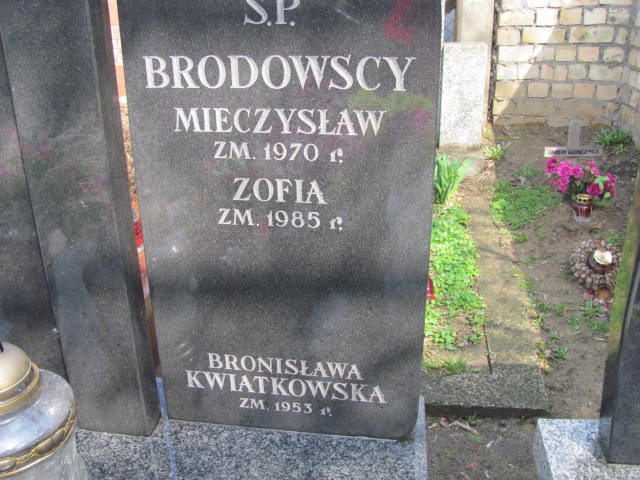 Ś.P.
BRODOWSCY
MIECZYSŁAW
ZM. 1970 r.
ZOFIA
ZM. 1985 r.
BRONISŁAWA
KWIATKOWSKA
ZM. 1953 r.